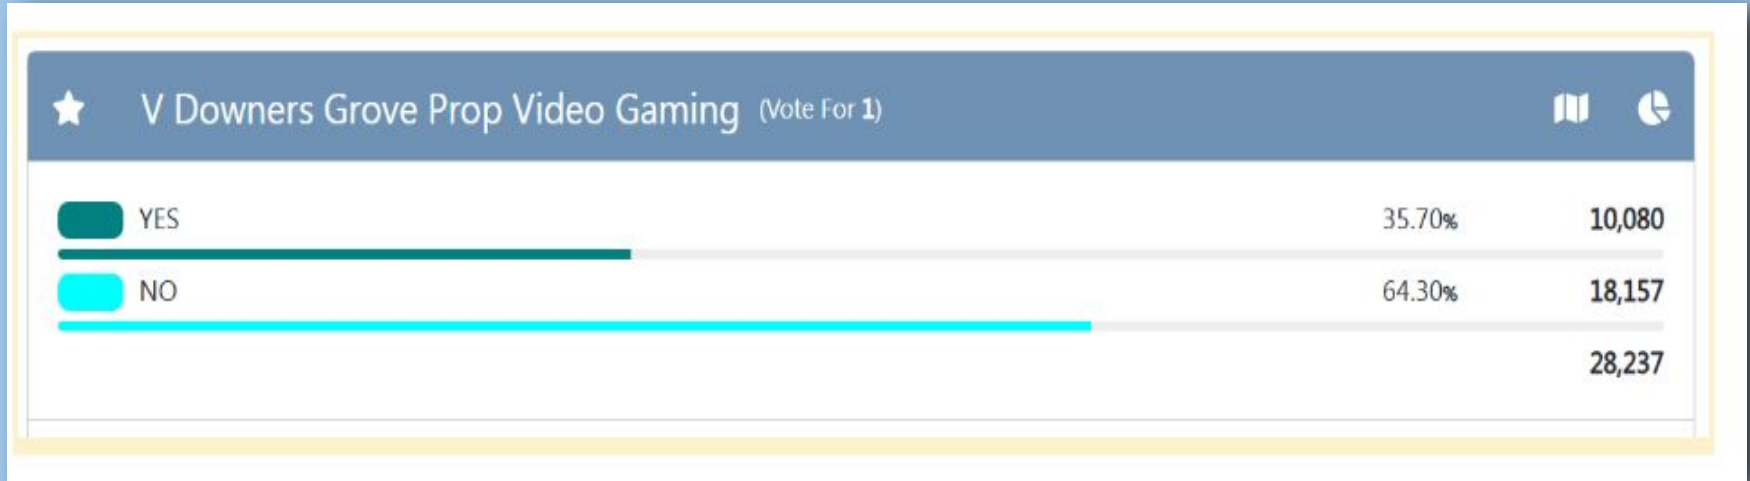 V Downers Grove Prop Video Gaming (Vote For 1)
YES 35.70% 10,080
NO 64.30% 18,157
28,237